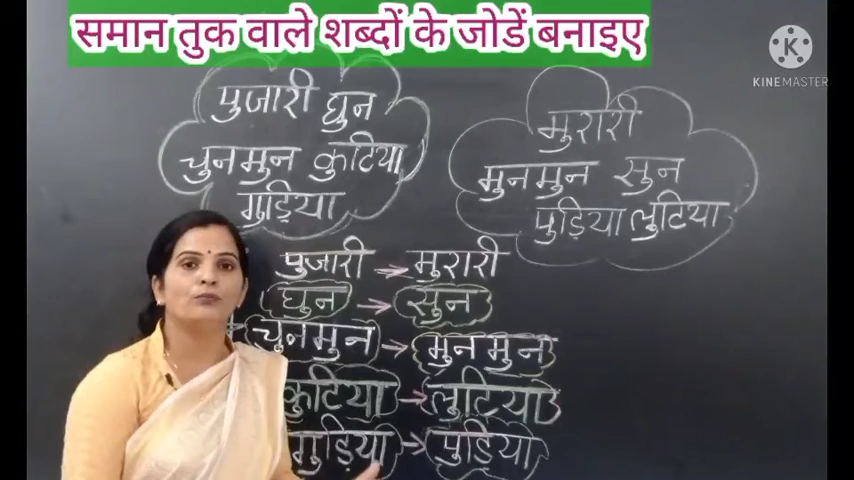 समान तुक वाले शब्दों के जोडें बनाइए
K
KINEMASTER
पुजारी घुन
चुनमुन कुटिया
गुड़िया
मुरारी
मुनमुन सुन
पुड़िया लुटिया
पुजारी → मुरारी
घुन → सुन
चुनमुन → मुनमुन
कुटिया → लुटिया
गुड़िया → पुड़िया